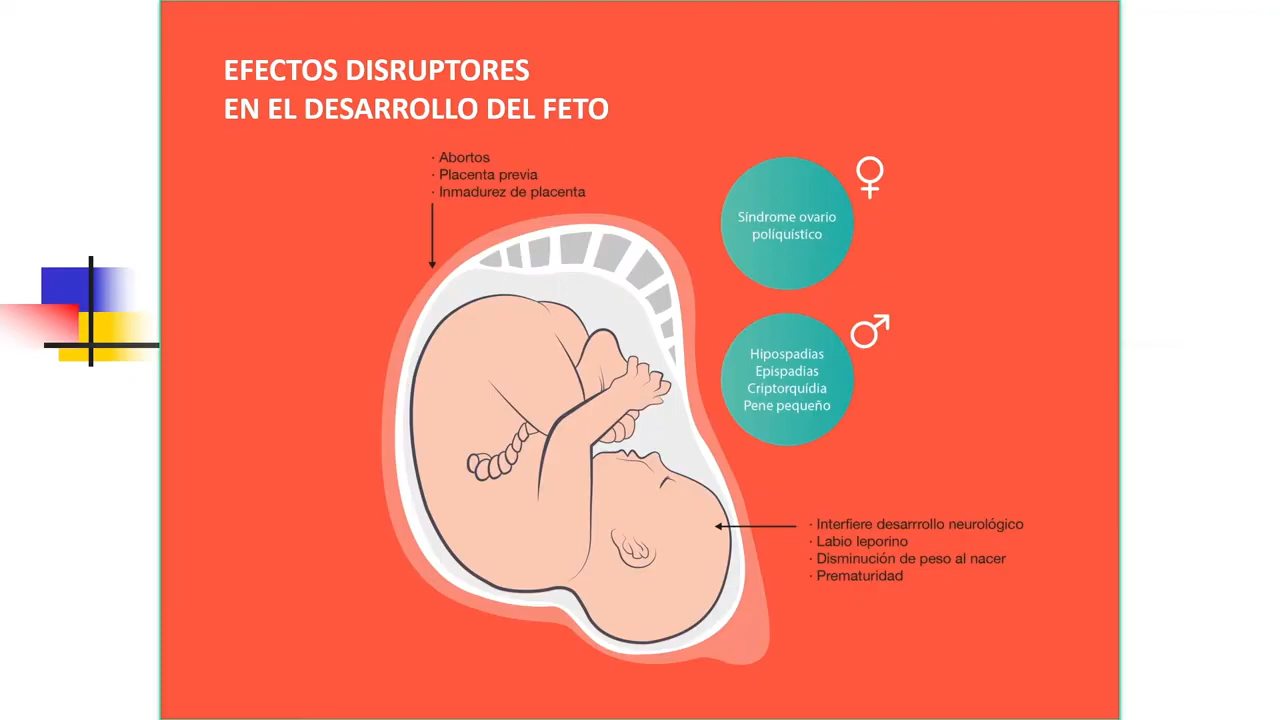 EFECTOS DISRUPTORES
EN EL DESARROLLO DEL FETO
· Abortos
· Placenta previa
· Inmadurez de placenta
Síndrome ovario
políquístico
Hipospadias
Epispadias
Criptorquídia
Pene pequeño
· Interfiere desarrrollo neurológico
· Labio leporino
· Disminución de peso al nacer
· Prematuridad